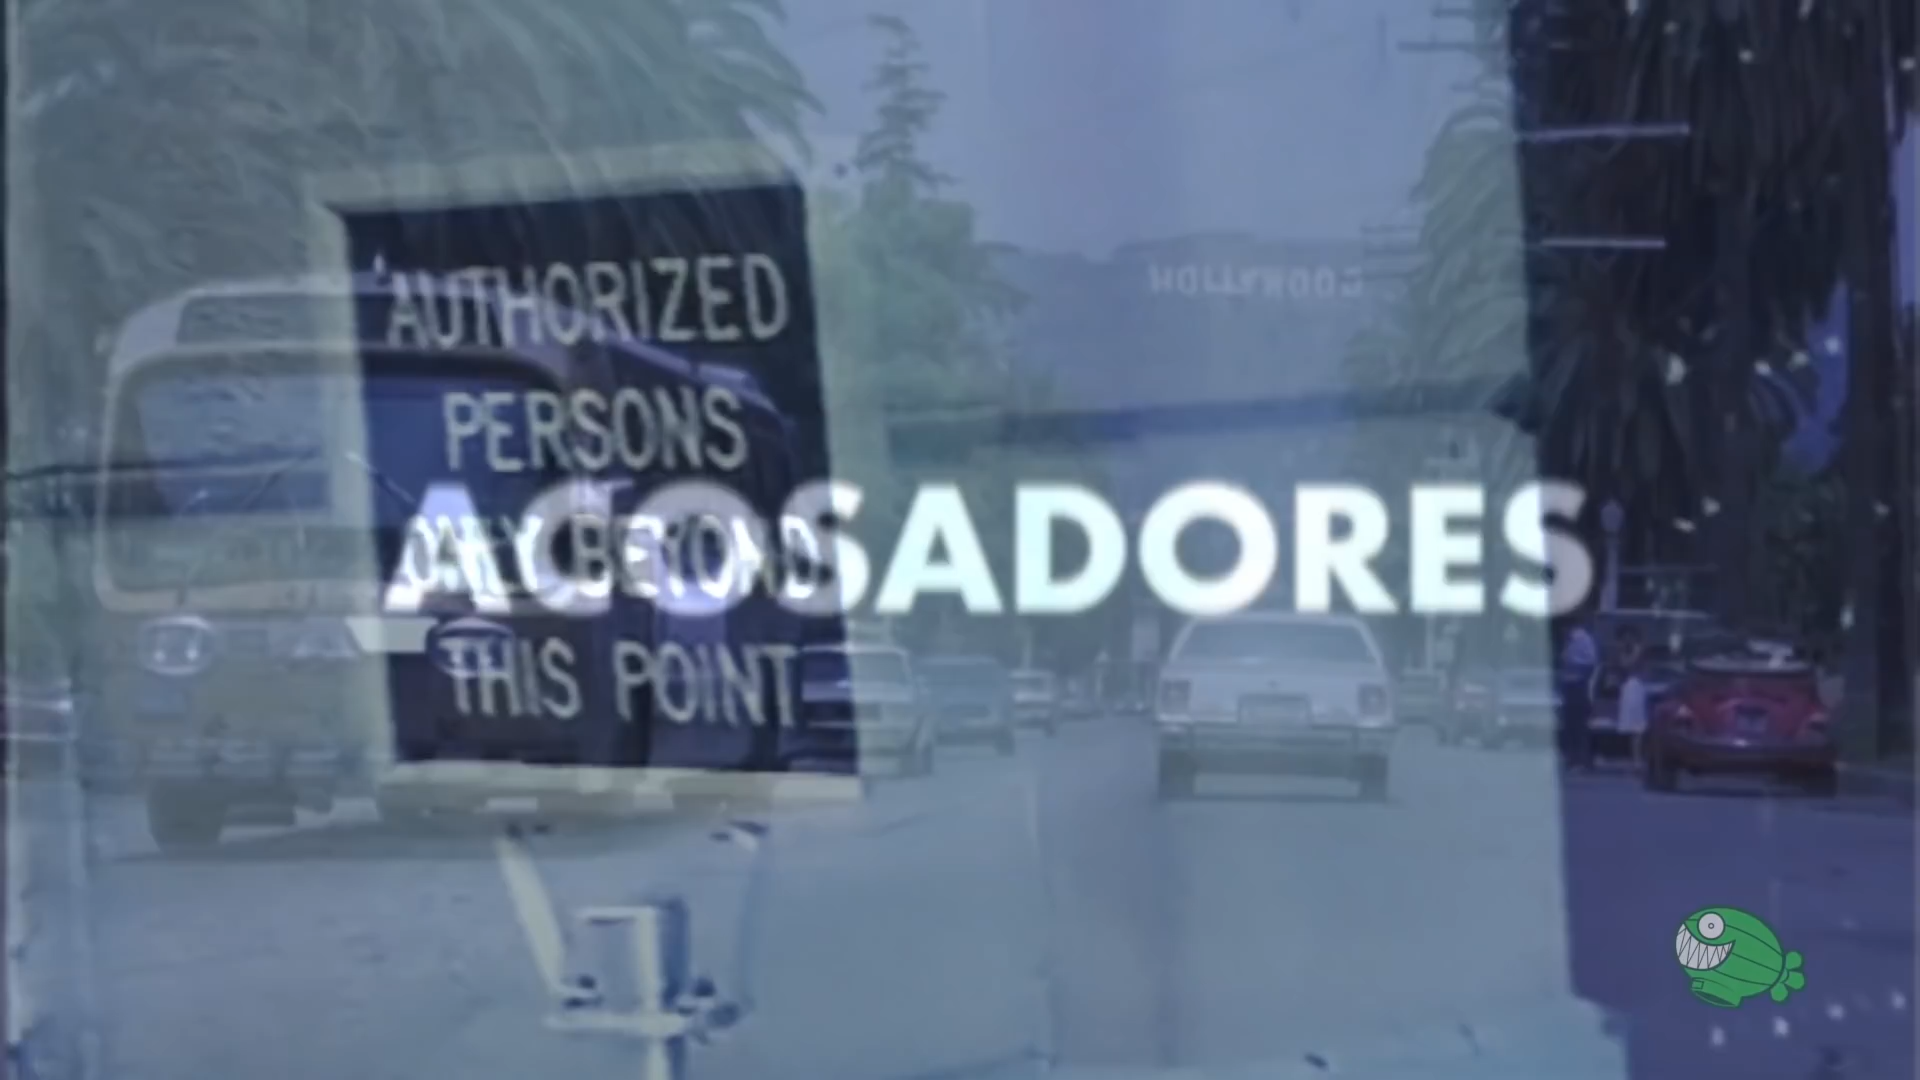 HOLLYWOOD
AUTHORIZED
PERSONS
ONLY BEYOND
THIS POINT
ACOSADORES